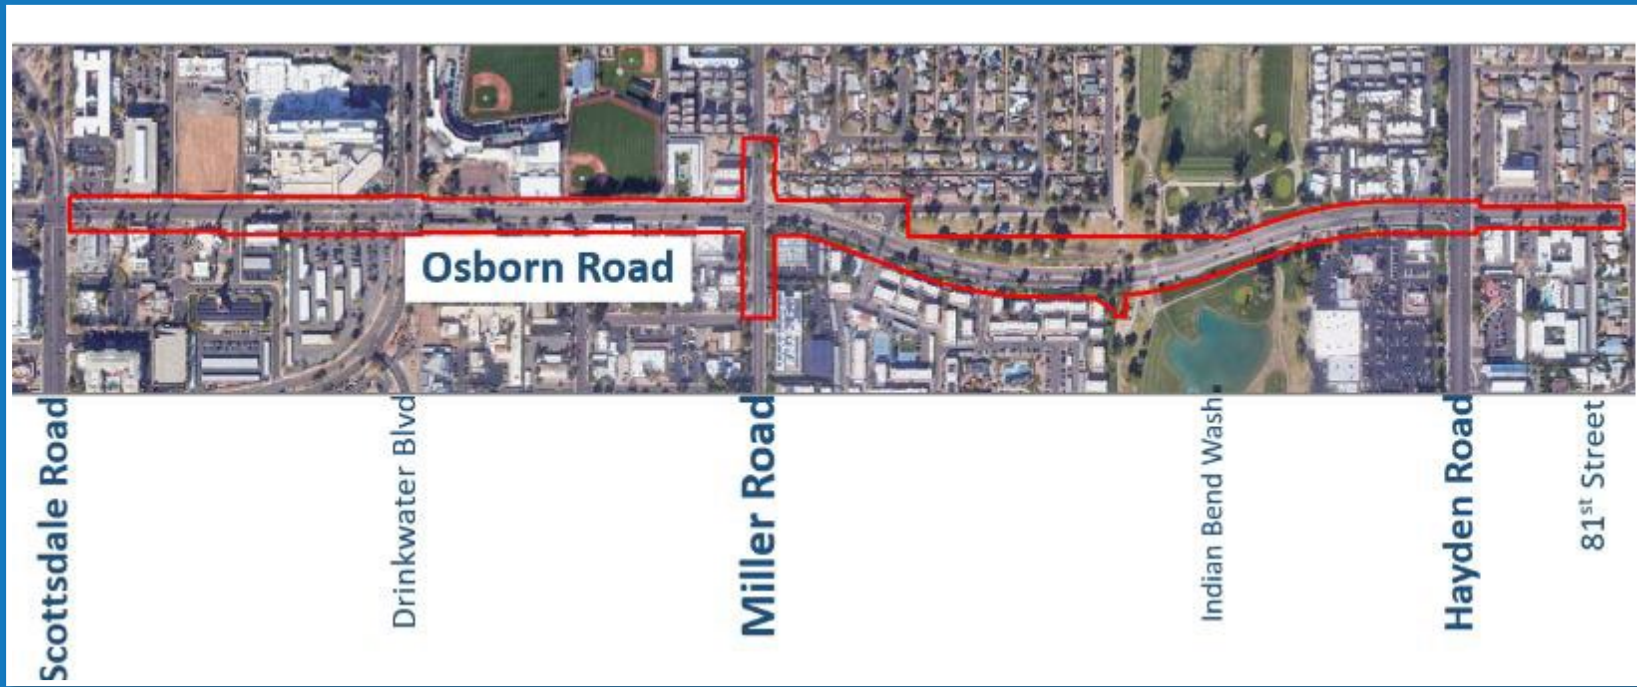 Osborn Road
Scottsdale Road
Drinkwater Blvd
Miller Road
Indian Bend Wash
Hayden Road
81st Street